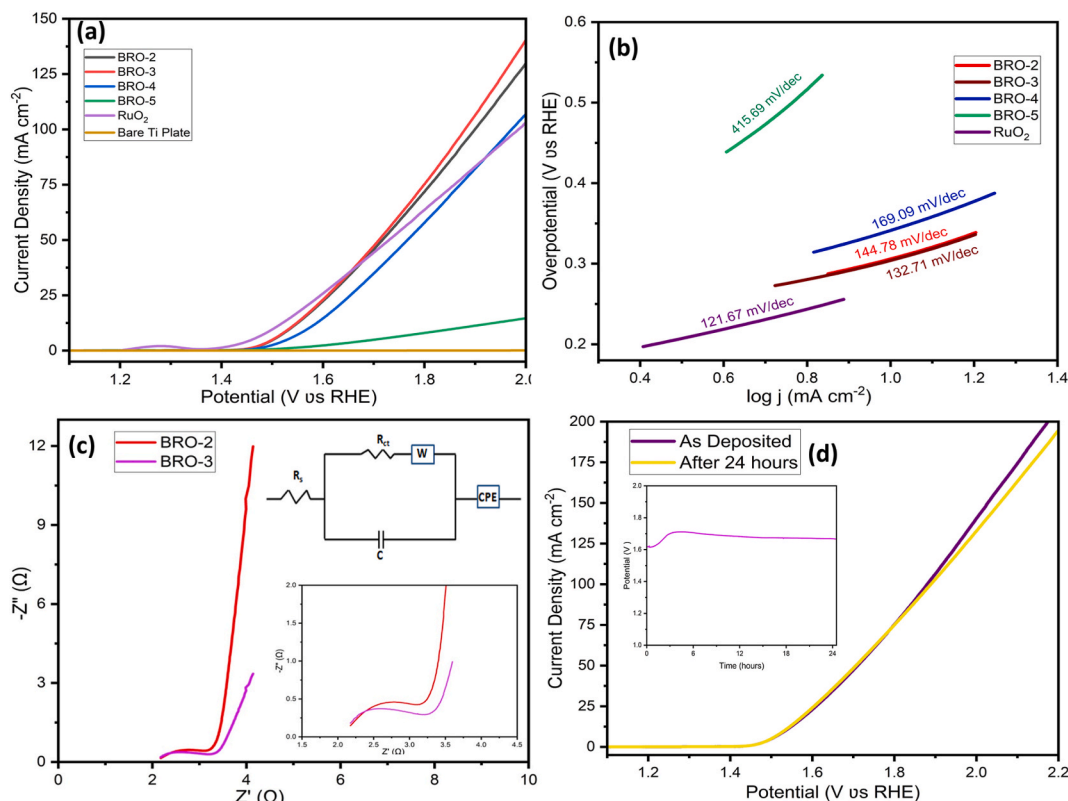 (a)
150
125
100
75
50
25
0
Current Density (mA cm⁻²)
BRO-2
BRO-3
BRO-4
BRO-5
RuO₂
Bare Ti Plate
1.2 1.4 1.6 1.8 2.0
Potential (V ʋs RHE)
(b)
0.6
0.5
0.4
0.3
0.2
Overpotential (V ʋs RHE)
BRO-2
BRO-3
BRO-4
BRO-5
RuO₂
415.69 mV/dec
169.09 mV/dec
144.78 mV/dec
132.71 mV/dec
121.67 mV/dec
0.4 0.6 0.8 1.0 1.2 1.4
log j (mA cm⁻²)
(c)
BRO-2
BRO-3
12
9
6
3
0
-Z'' (Ω)
Rct
W
Rs
CPE
C
2.0
1.5
1.0
0.5
0.0
-Z'' (Ω)
1.5 2.0 2.5 3.0 3.5 4.0 4.5
Z' (Ω)
0 2 4 6 8 10
Z' (Ω)
(d)
As Deposited
After 24 hours
200
175
150
125
100
75
50
25
0
Current Density (mA cm⁻²)
2.0
1.8
1.6
1.4
1.2
1.0
Potential (V )
0 6 12 18 24
Time (hours)
1.2 1.4 1.6 1.8 2.0 2.2
Potential (V ʋs RHE)